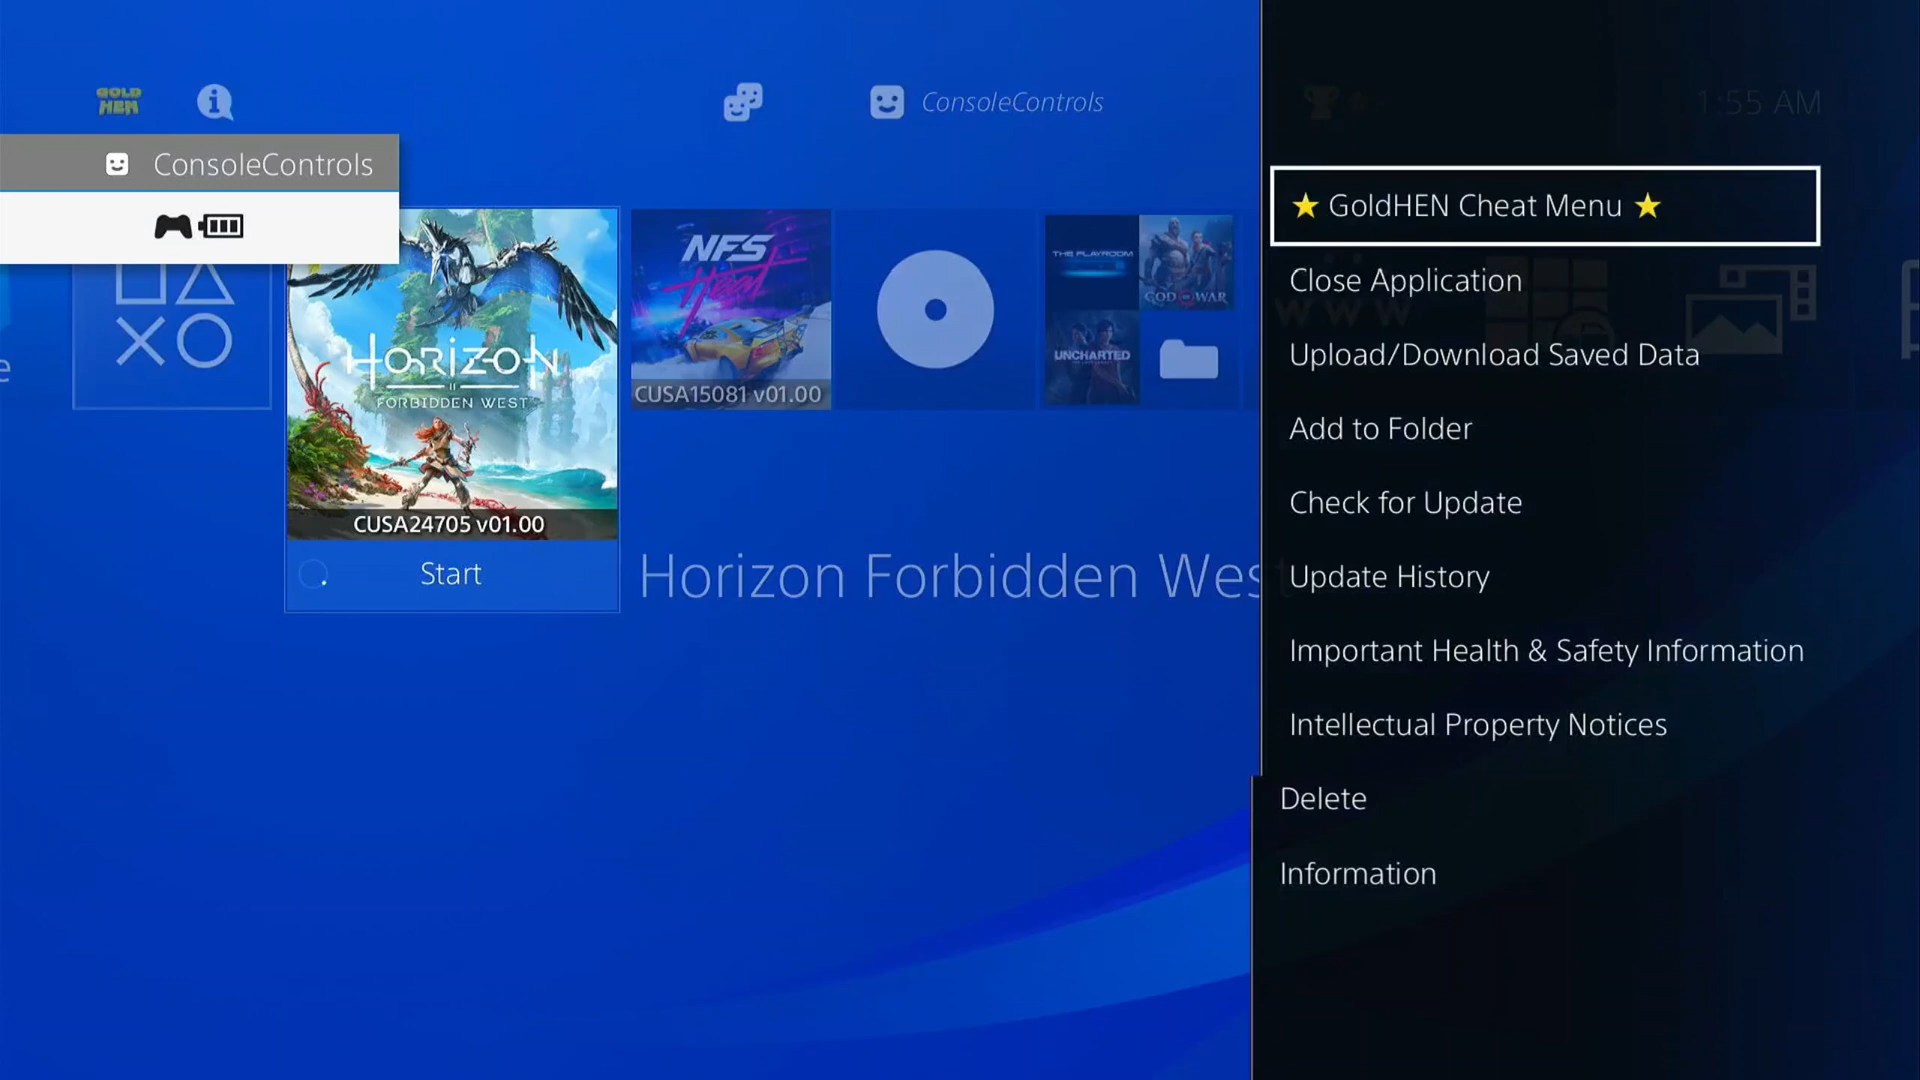 GOLD
HEN
ConsoleControls
1:55 AM
ConsoleControls
HORIZON
II
FORBIDDEN WEST
CUSA24705 v01.00
Start
NFS
Heat
CUSA15081 v01.00
THE PLAYROOM
GOD OF WAR
UNCHARTED
WWW
Horizon Forbidden Wes
★ GoldHEN Cheat Menu ★
Close Application
Upload/Download Saved Data
Add to Folder
Check for Update
Update History
Important Health & Safety Information
Intellectual Property Notices
Delete
Information